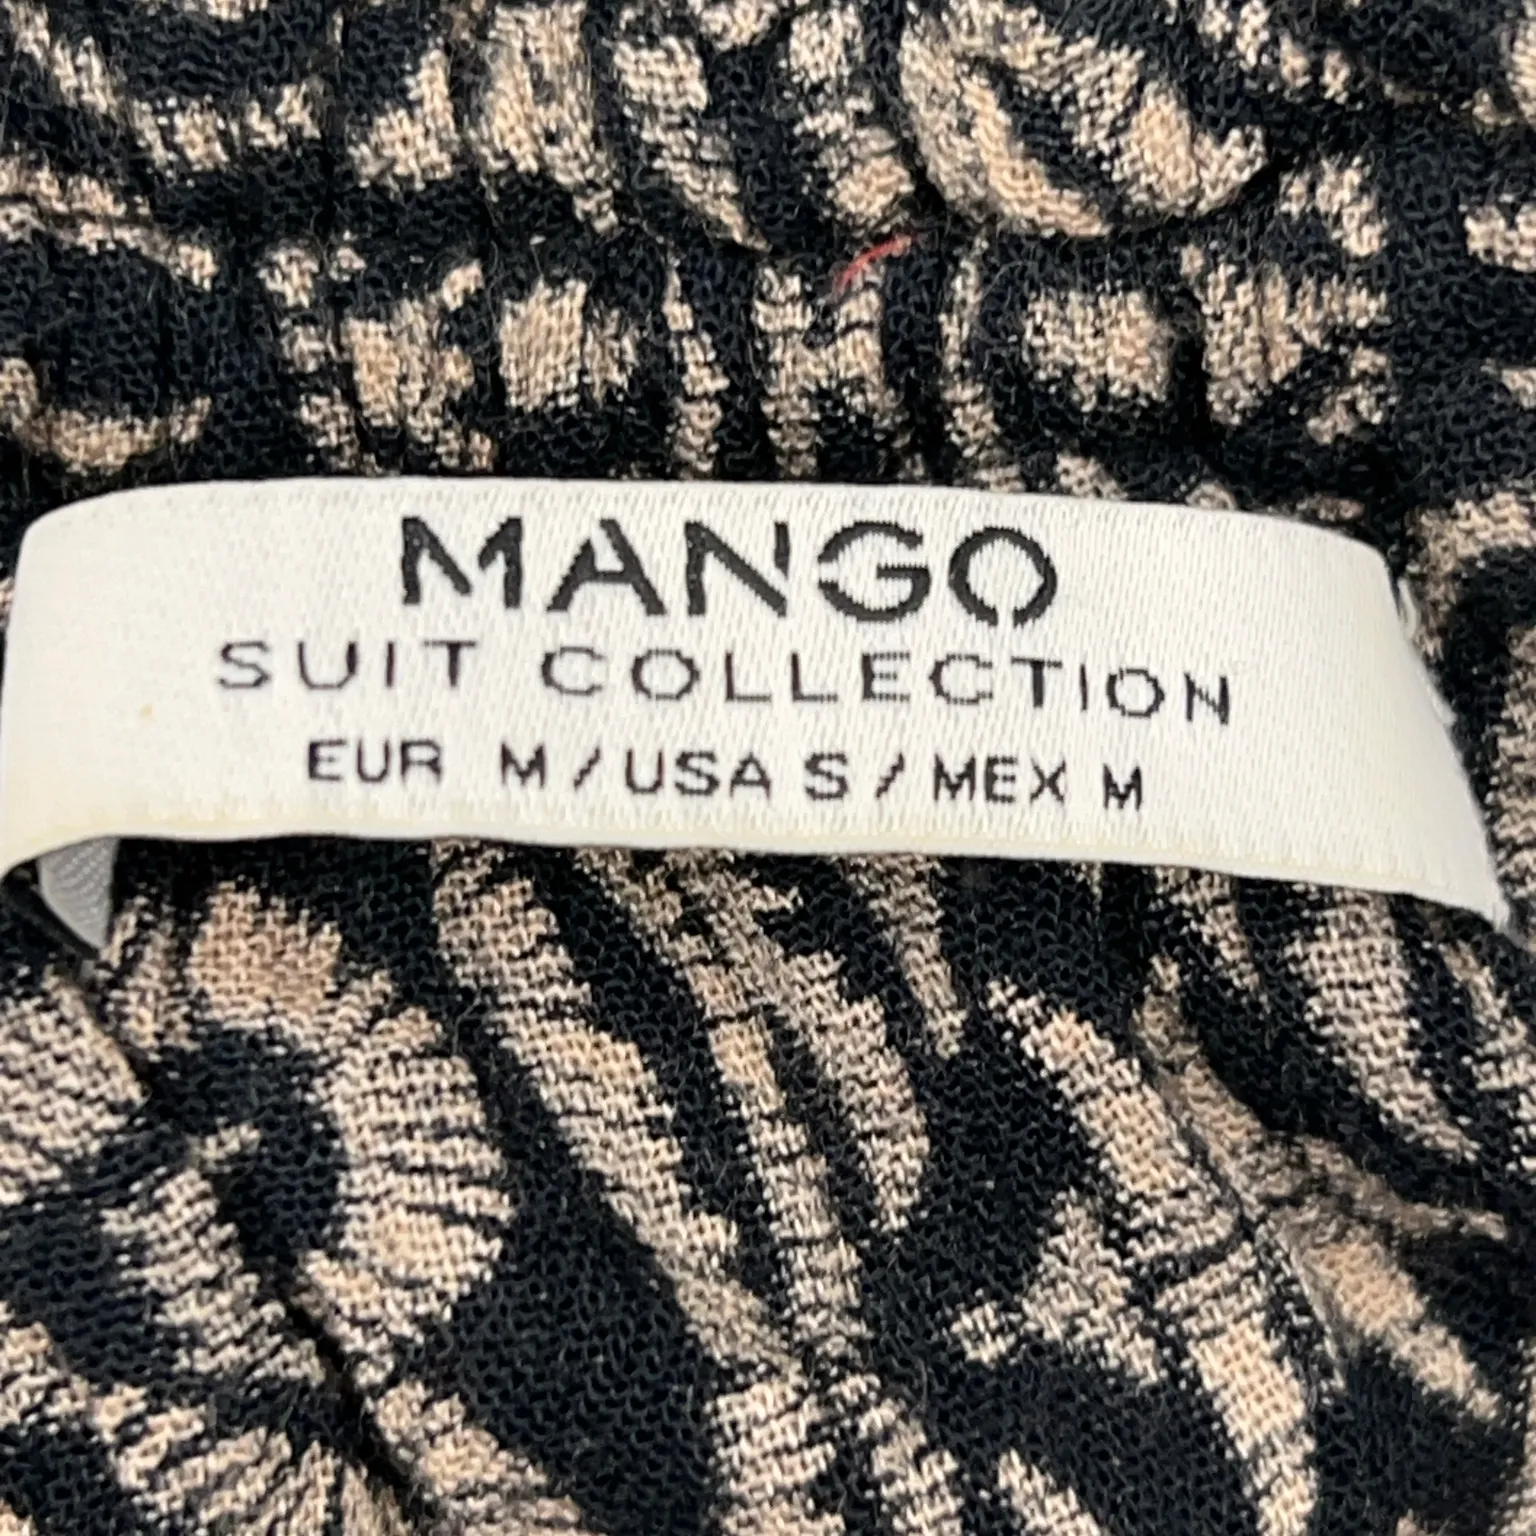 MANGO
SUIT COLLECTION
EUR M / USA S / MEX M